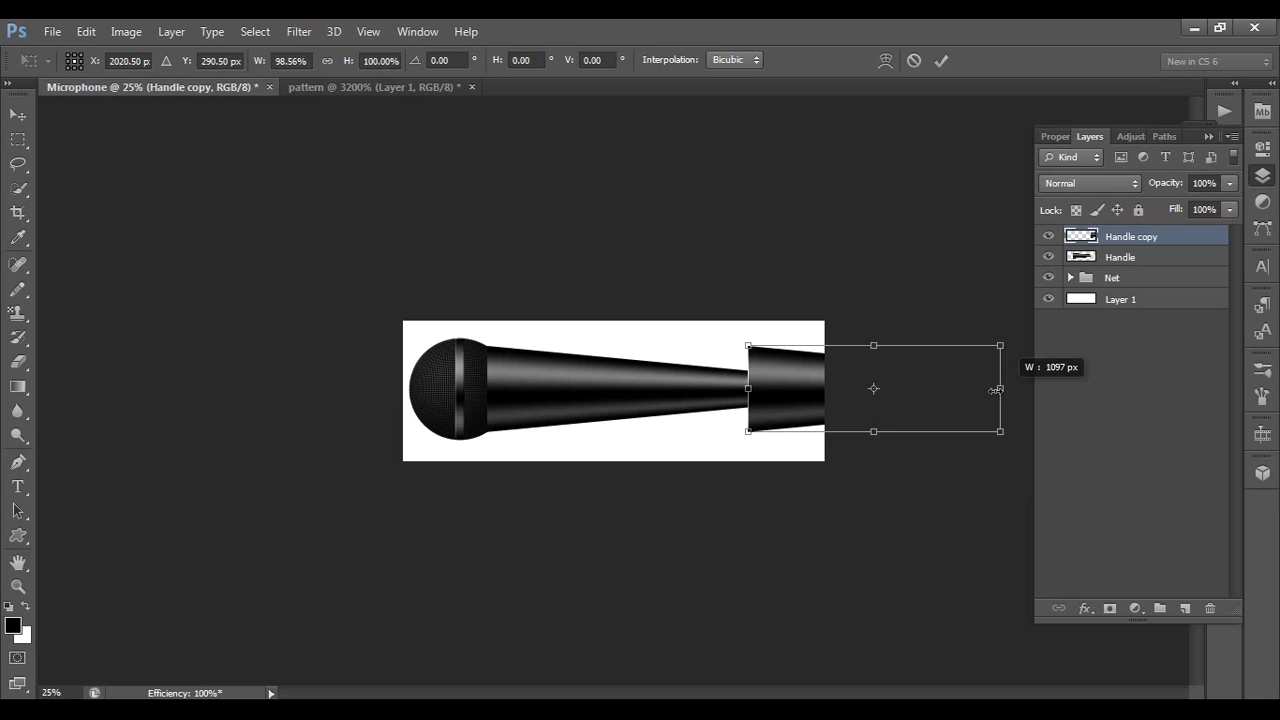 Ps File Edit Image Layer Type Select Filter 3D View Window Help
X: 2020.50 p: Y: 290.50 px W: 98.56% H: 100.00% 0.00 ° H: 0.00 ° V: 0.00 ° Interpolation: Bicubic New in CS 6
Microphone @ 25% (Handle copy, RGB/8) * × pattern @ 3200% (Layer 1, RGB/8) * ×
Mb
Proper Layers Adjust Paths
Kind T
Normal Opacity: 100%
Lock: Fill: 100%
Handle copy
Handle
Net
Layer 1
A
W : 1097 px
T
fx
25% Efficiency: 100%*